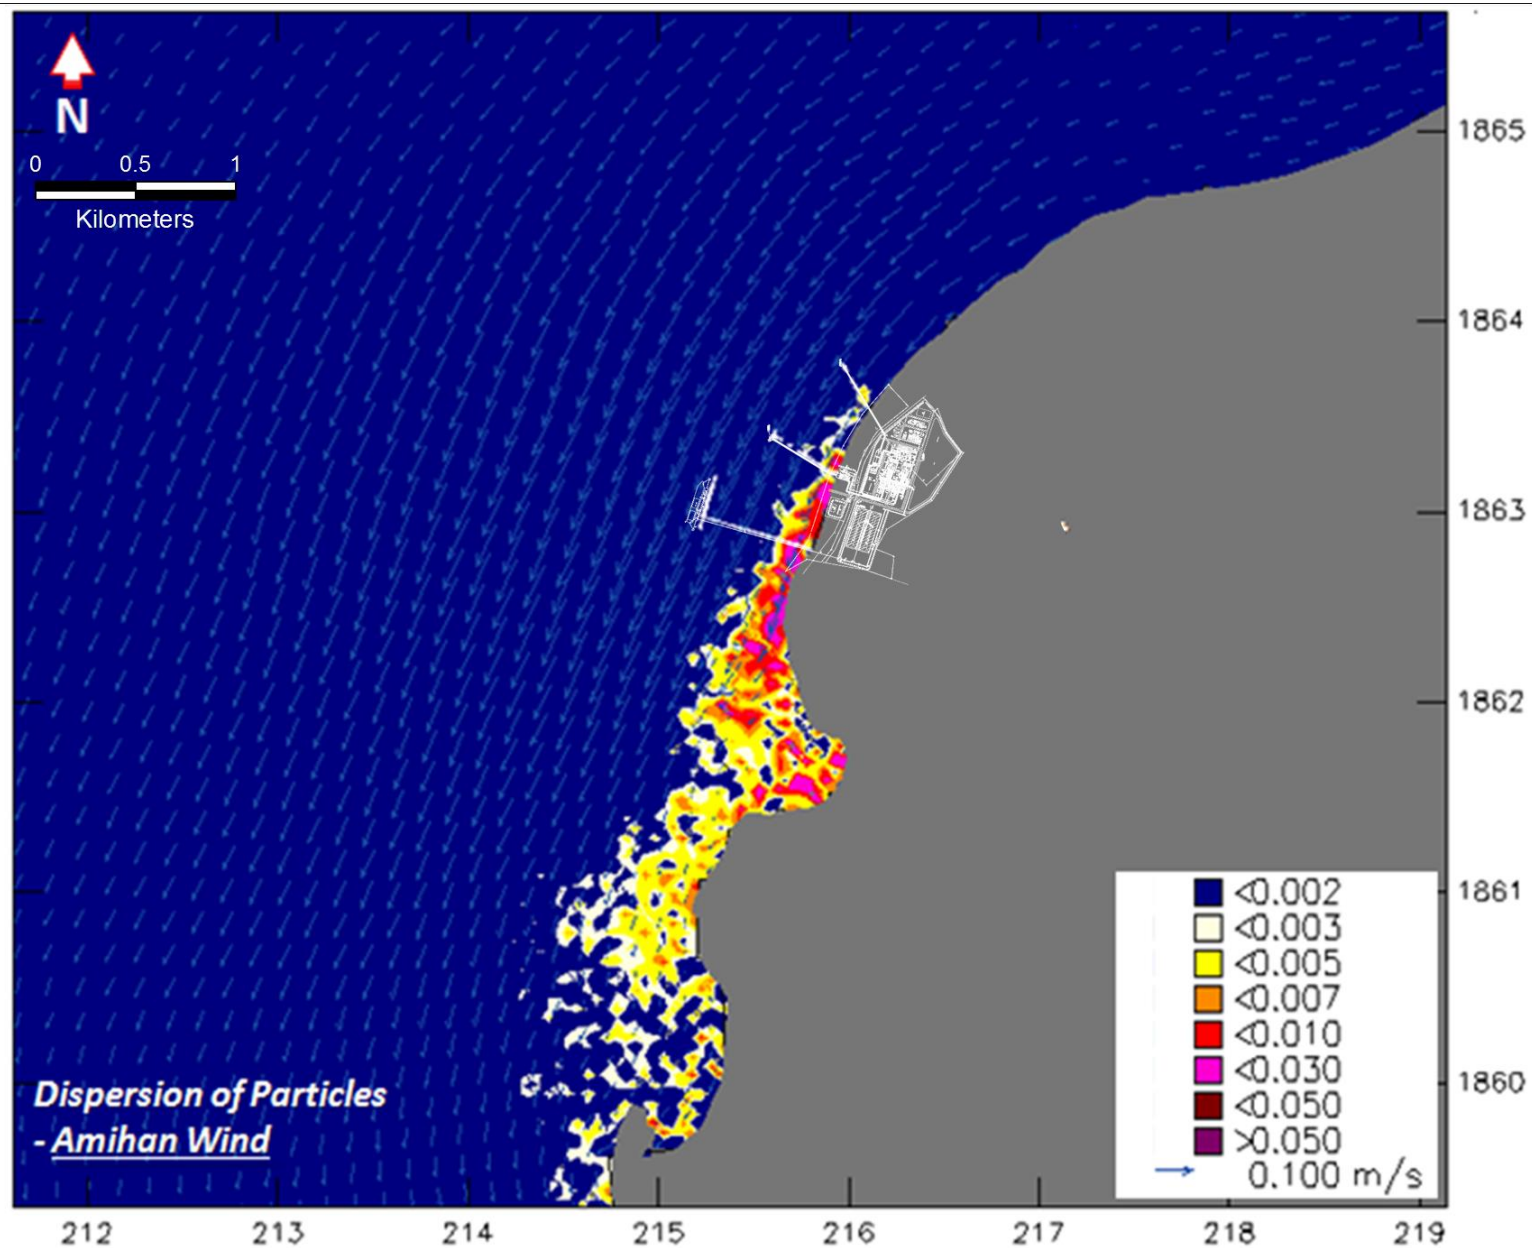 N
0 0.5 1
Kilometers
1865
1864
1863
1862
1861
1860
<0.002
<0.003
<0.005
<0.007
<0.010
<0.030
<0.050
>0.050
0.100 m/s
Dispersion of Particles
- Amihan Wind
212 213 214 215 216 217 218 219